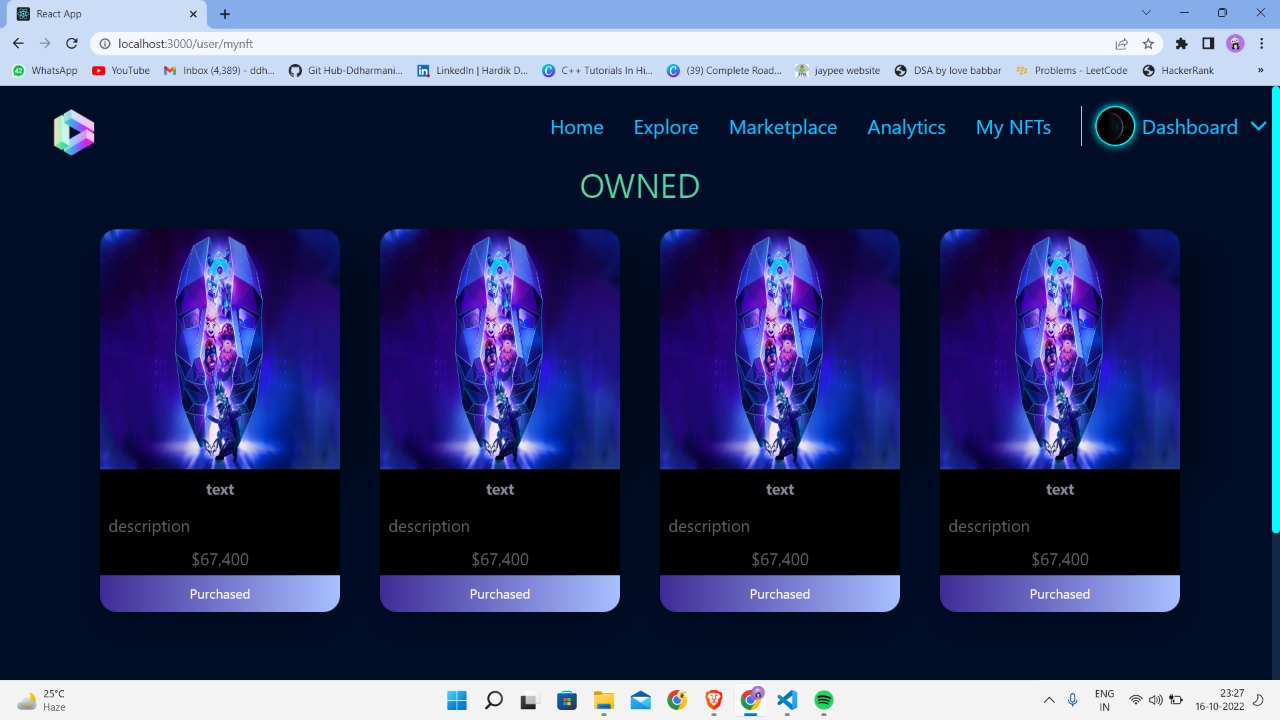 React App
localhost:3000/user/mynft
WhatsApp YouTube Inbox (4,389) - ddh... Git Hub-Ddharmani... LinkedIn | Hardik D... C++ Tutorials In Hi... (39) Complete Road... jaypee website DSA by love babbar Problems - LeetCode HackerRank »
Home Explore Marketplace Analytics My NFTs Dashboard
OWNED
text text text text
description description description description
$67,400 $67,400 $67,400 $67,400
Purchased Purchased Purchased Purchased
25°C
Haze
ENG
IN
23:27
16-10-2022